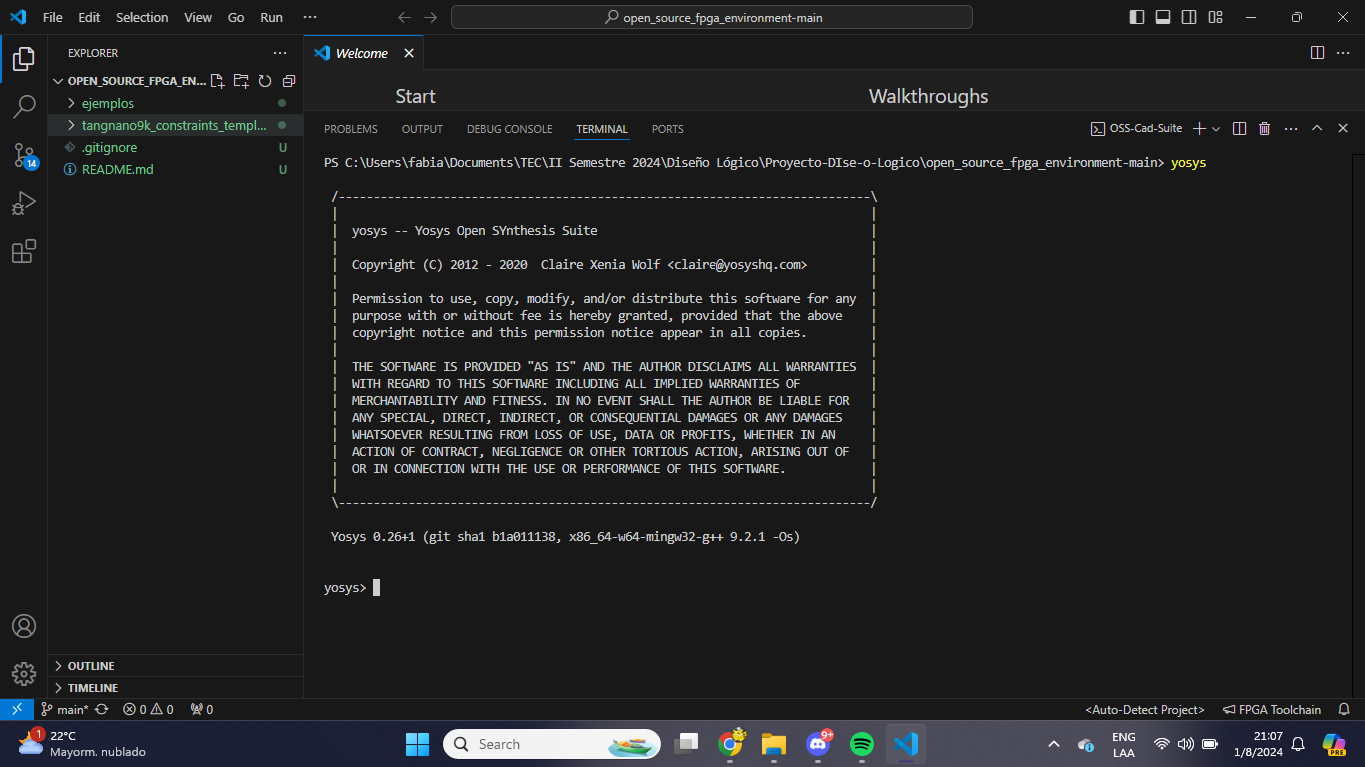 File Edit Selection View Go Run ··· open_source_fpga_environment-main
EXPLORER ···
OPEN_SOURCE_FPGA_EN...
ejemplos
tangnano9k_constraints_templ...
.gitignore U
README.md U
OUTLINE
TIMELINE
14
Welcome
Start Walkthroughs
PROBLEMS OUTPUT DEBUG CONSOLE TERMINAL PORTS OSS-Cad-Suite
PS C:\Users\fabia\Documents\TEC\II Semestre 2024\Diseño Lógico\Proyecto-DIse-o-Logico\open_source_fpga_environment-main> yosys
/----------------------------------------------------------------------------\
| |
| yosys -- Yosys Open SYnthesis Suite |
| |
| Copyright (C) 2012 - 2020 Claire Xenia Wolf <claire@yosyshq.com> |
| |
| Permission to use, copy, modify, and/or distribute this software for any |
| purpose with or without fee is hereby granted, provided that the above |
| copyright notice and this permission notice appear in all copies. |
| |
| THE SOFTWARE IS PROVIDED "AS IS" AND THE AUTHOR DISCLAIMS ALL WARRANTIES |
| WITH REGARD TO THIS SOFTWARE INCLUDING ALL IMPLIED WARRANTIES OF |
| MERCHANTABILITY AND FITNESS. IN NO EVENT SHALL THE AUTHOR BE LIABLE FOR |
| ANY SPECIAL, DIRECT, INDIRECT, OR CONSEQUENTIAL DAMAGES OR ANY DAMAGES |
| WHATSOEVER RESULTING FROM LOSS OF USE, DATA OR PROFITS, WHETHER IN AN |
| ACTION OF CONTRACT, NEGLIGENCE OR OTHER TORTIOUS ACTION, ARISING OUT OF |
| OR IN CONNECTION WITH THE USE OR PERFORMANCE OF THIS SOFTWARE. |
| |
\----------------------------------------------------------------------------/
Yosys 0.26+1 (git sha1 b1a011138, x86_64-w64-mingw32-g++ 9.2.1 -Os)
yosys>
main* 0 0 0 <Auto-Detect Project> FPGA Toolchain
1 22°C
Mayorm. nublado
Search
9+
ENG
LAA
21:07
1/8/2024
PRE